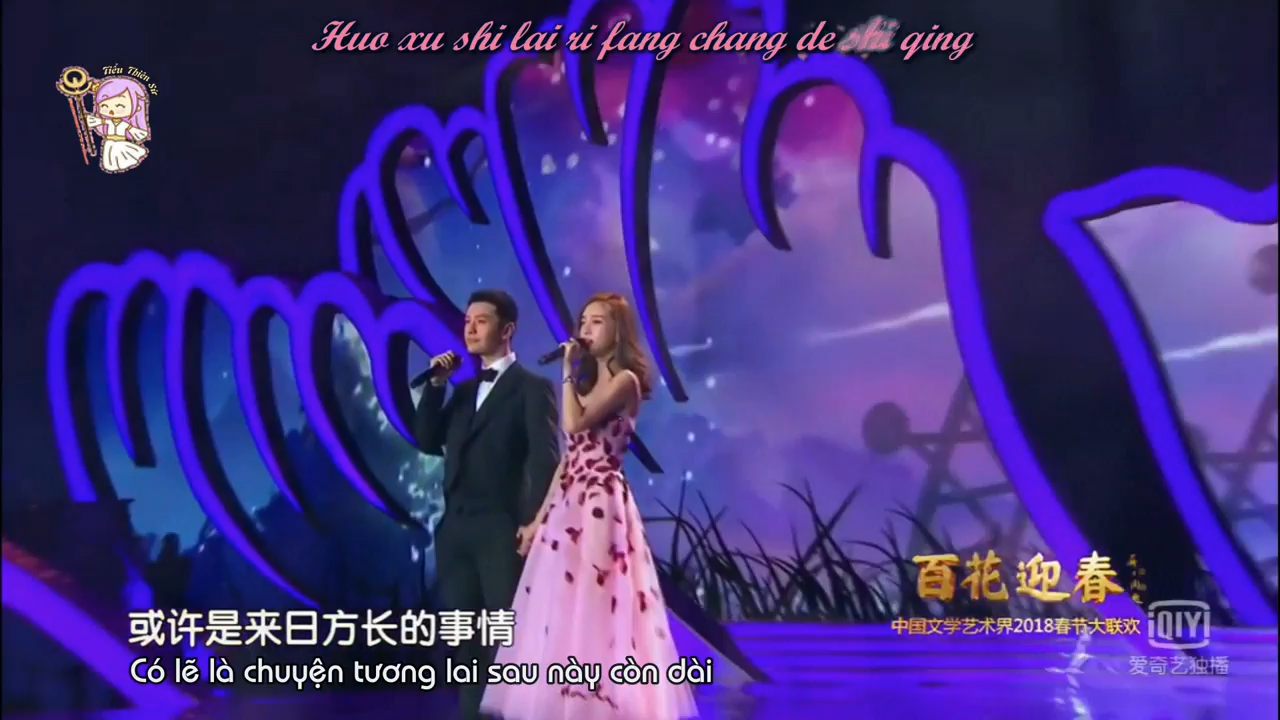 Huo xu shi lai ri fang chang de shi qing
Tiểu Thiên Sứ
百花迎春
中国文学艺术界2018春节大联欢
QIY
爱奇艺独播
或许是来日方长的事情
Có lẽ là chuyện tương lai sau này còn dài